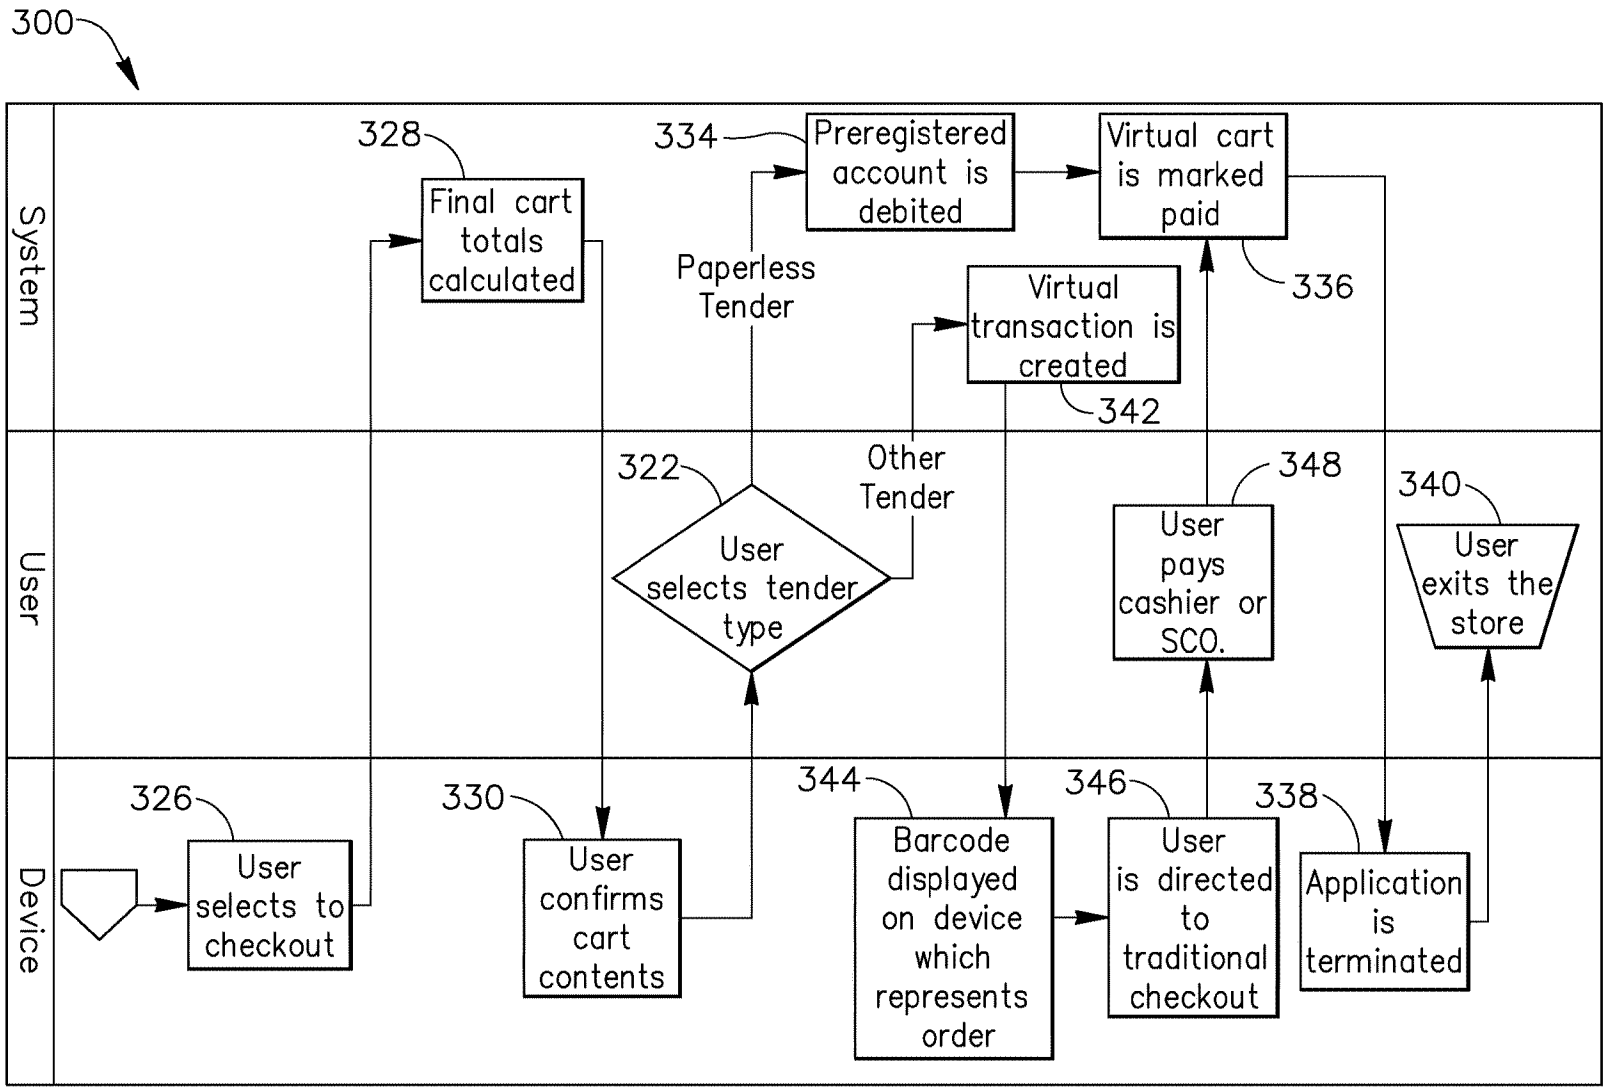 300
System
328
Final cart
totals
calculated
334
Preregistered
account is
debited
Virtual cart
is marked
paid
336
Paperless
Tender
Virtual
transaction is
created
342
User
322
User
selects tender
type
Other
Tender
348
User
pays
cashier or
SCO.
340
User
exits the
store
Device
326
User
selects to
checkout
330
User
confirms
cart
contents
344
Barcode
displayed
on device
which
represents
order
346
User
is directed
to
traditional
checkout
338
Application
is
terminated